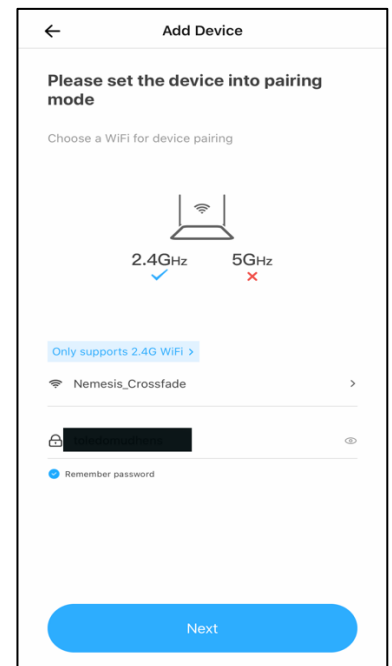 Add Device
Please set the device into pairing
mode
Choose a WiFi for device pairing
2.4GHz
5GHz
Only supports 2.4G WiFi >
Nemesis_Crossfade
Remember password
Next